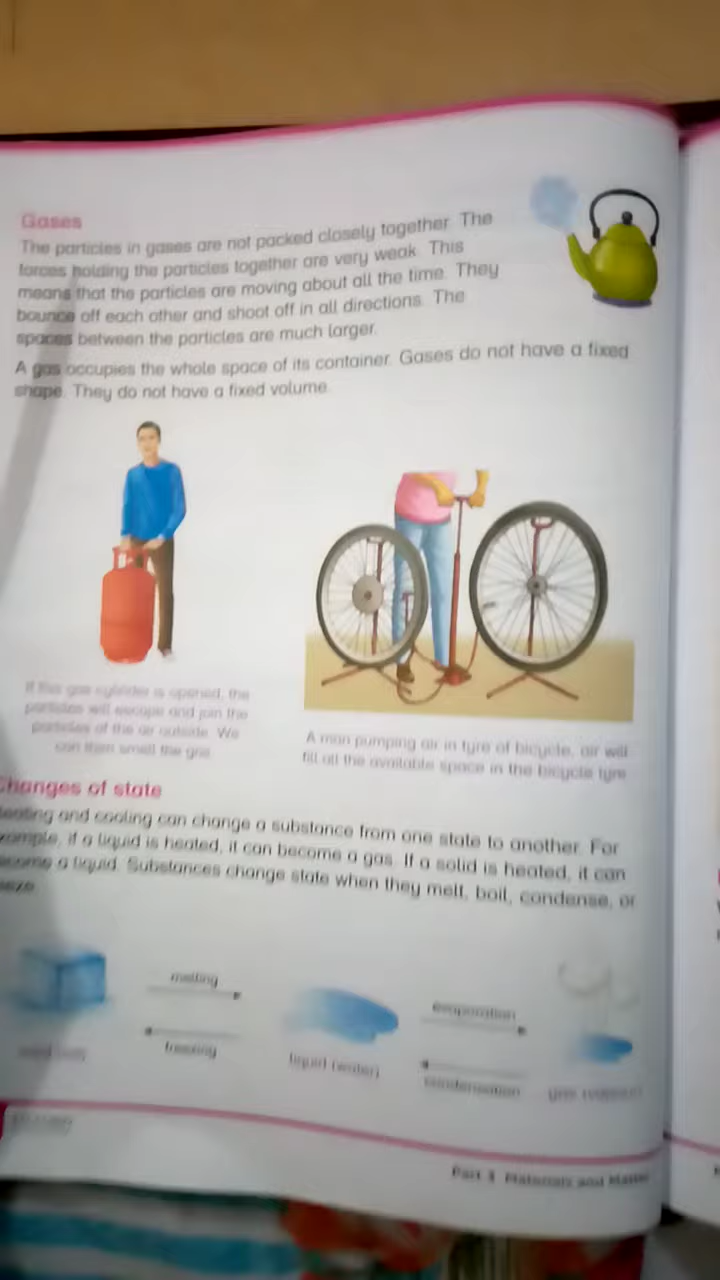 Gases
The particles in gases are not packed closely together. The
forces holding the particles together are very weak. This
means that the particles are moving about all the time. They
bounce off each other and shoot off in all directions. The
spaces between the particles are much larger.
A gas occupies the whole space of its container. Gases do not have a fixed
shape. They do not have a fixed volume.
If this gas cylinder is opened, the
particles will escape and join the
particles of the air outside. We
can then smell the gas.
A man pumping air in tyre of bicycle, air will
fill all the available space in the bicycle tyre.
Changes of state
Heating and cooling can change a substance from one state to another. For
example, if a liquid is heated, it can become a gas. If a solid is heated, it can
become a liquid. Substances change state when they melt, boil, condense, or
melting
freezing
liquid (water)
evaporation
condensation
gas
Part 3 Materials and Matter